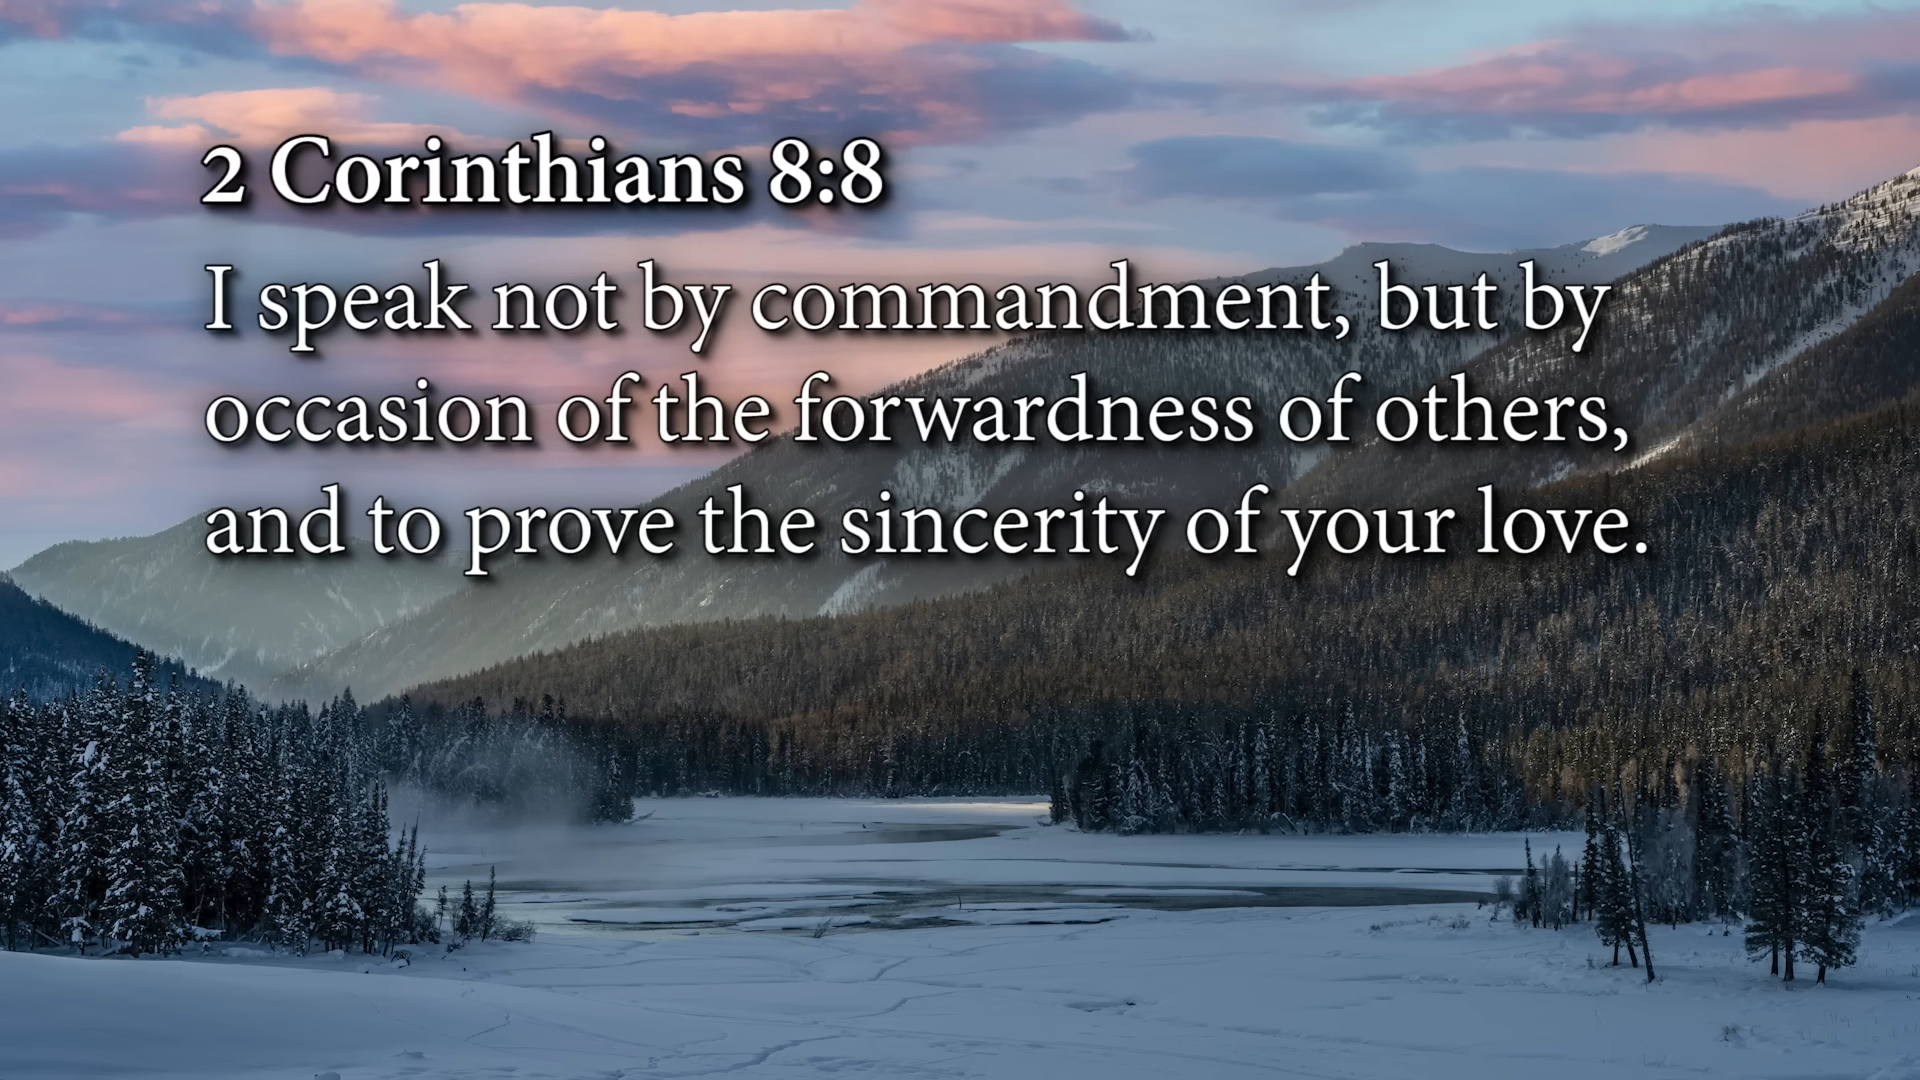 2 Corinthians 8:8
I speak not by commandment, but by
occasion of the forwardness of others,
and to prove the sincerity of your love.